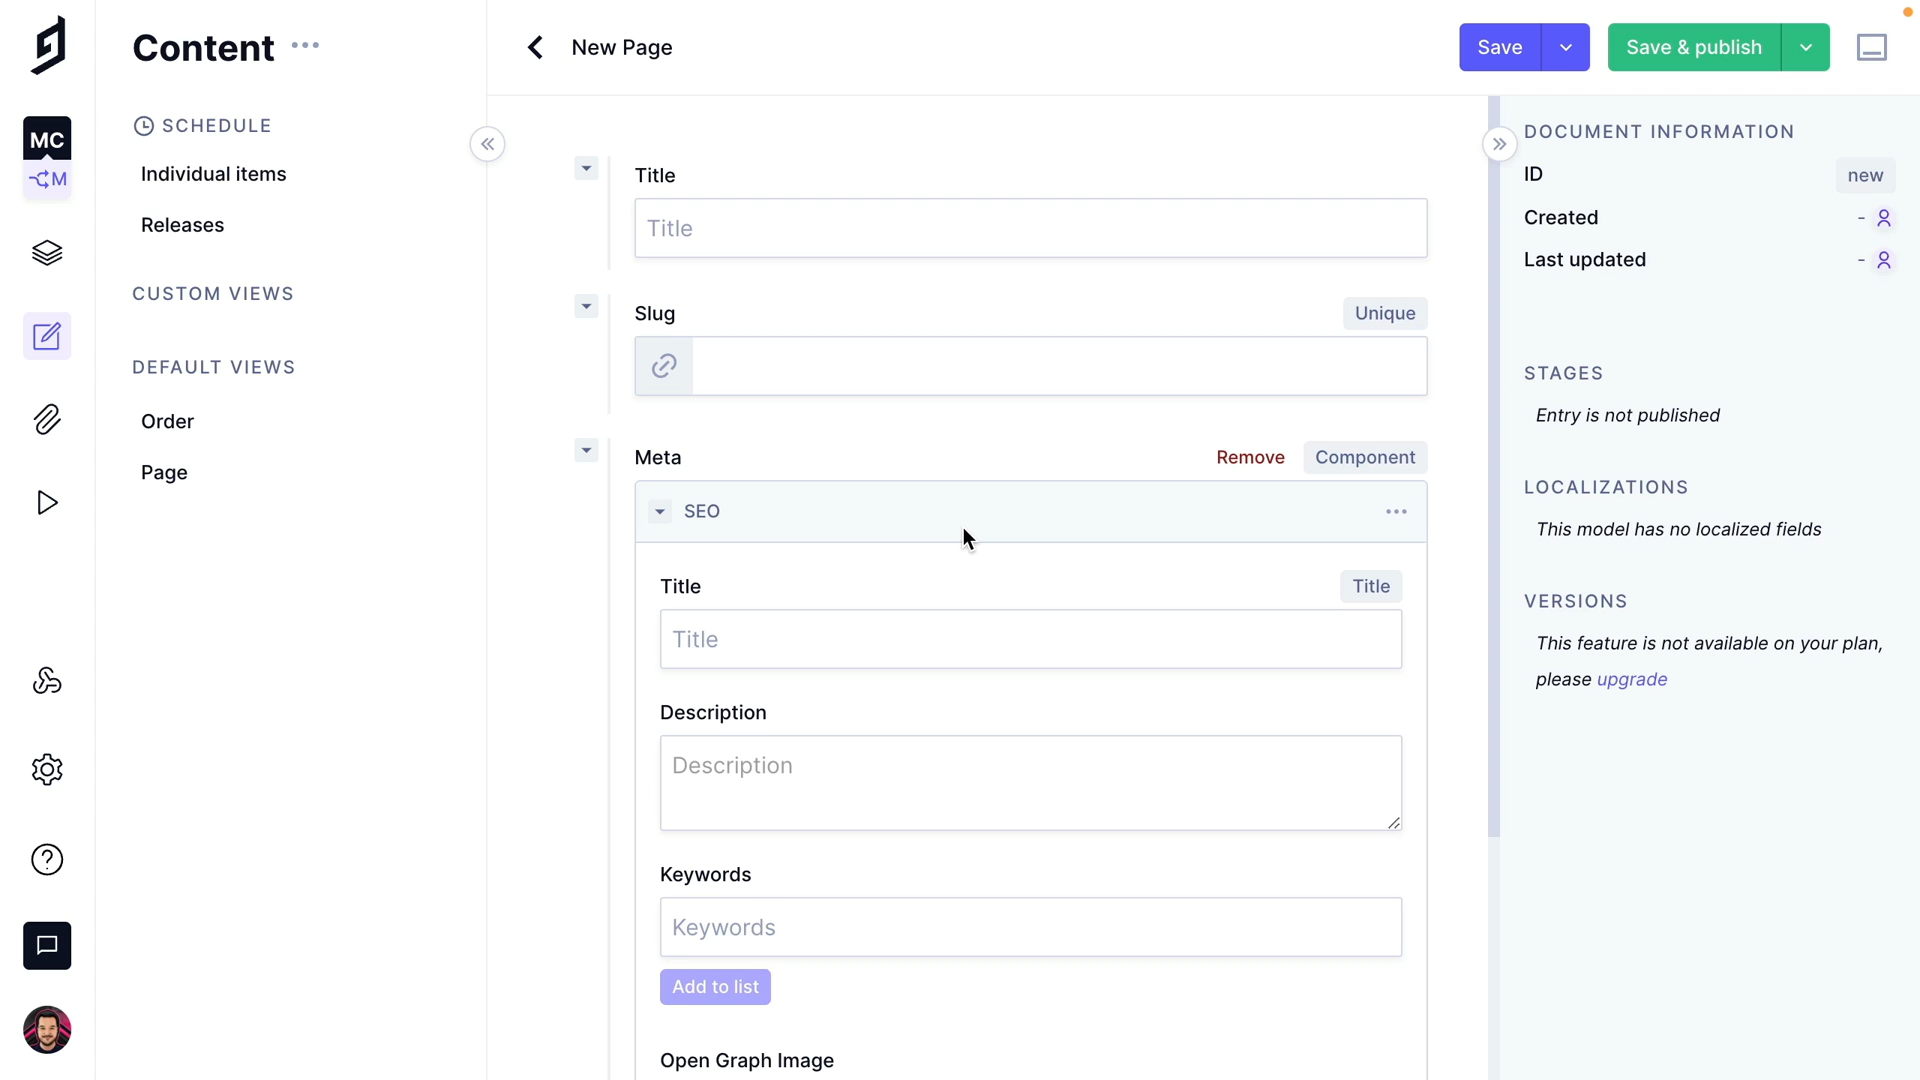 Content
New Page
Save
Save & publish
MC
M
SCHEDULE
Individual items
Releases
CUSTOM VIEWS
DEFAULT VIEWS
Order
Page
Title
Title
Slug
Unique
Meta
Remove
Component
SEO
Title
Title
Title
Description
Description
Keywords
Keywords
Add to list
Open Graph Image
DOCUMENT INFORMATION
ID
new
Created
-
Last updated
-
STAGES
Entry is not published
LOCALIZATIONS
This model has no localized fields
VERSIONS
This feature is not available on your plan,
please upgrade